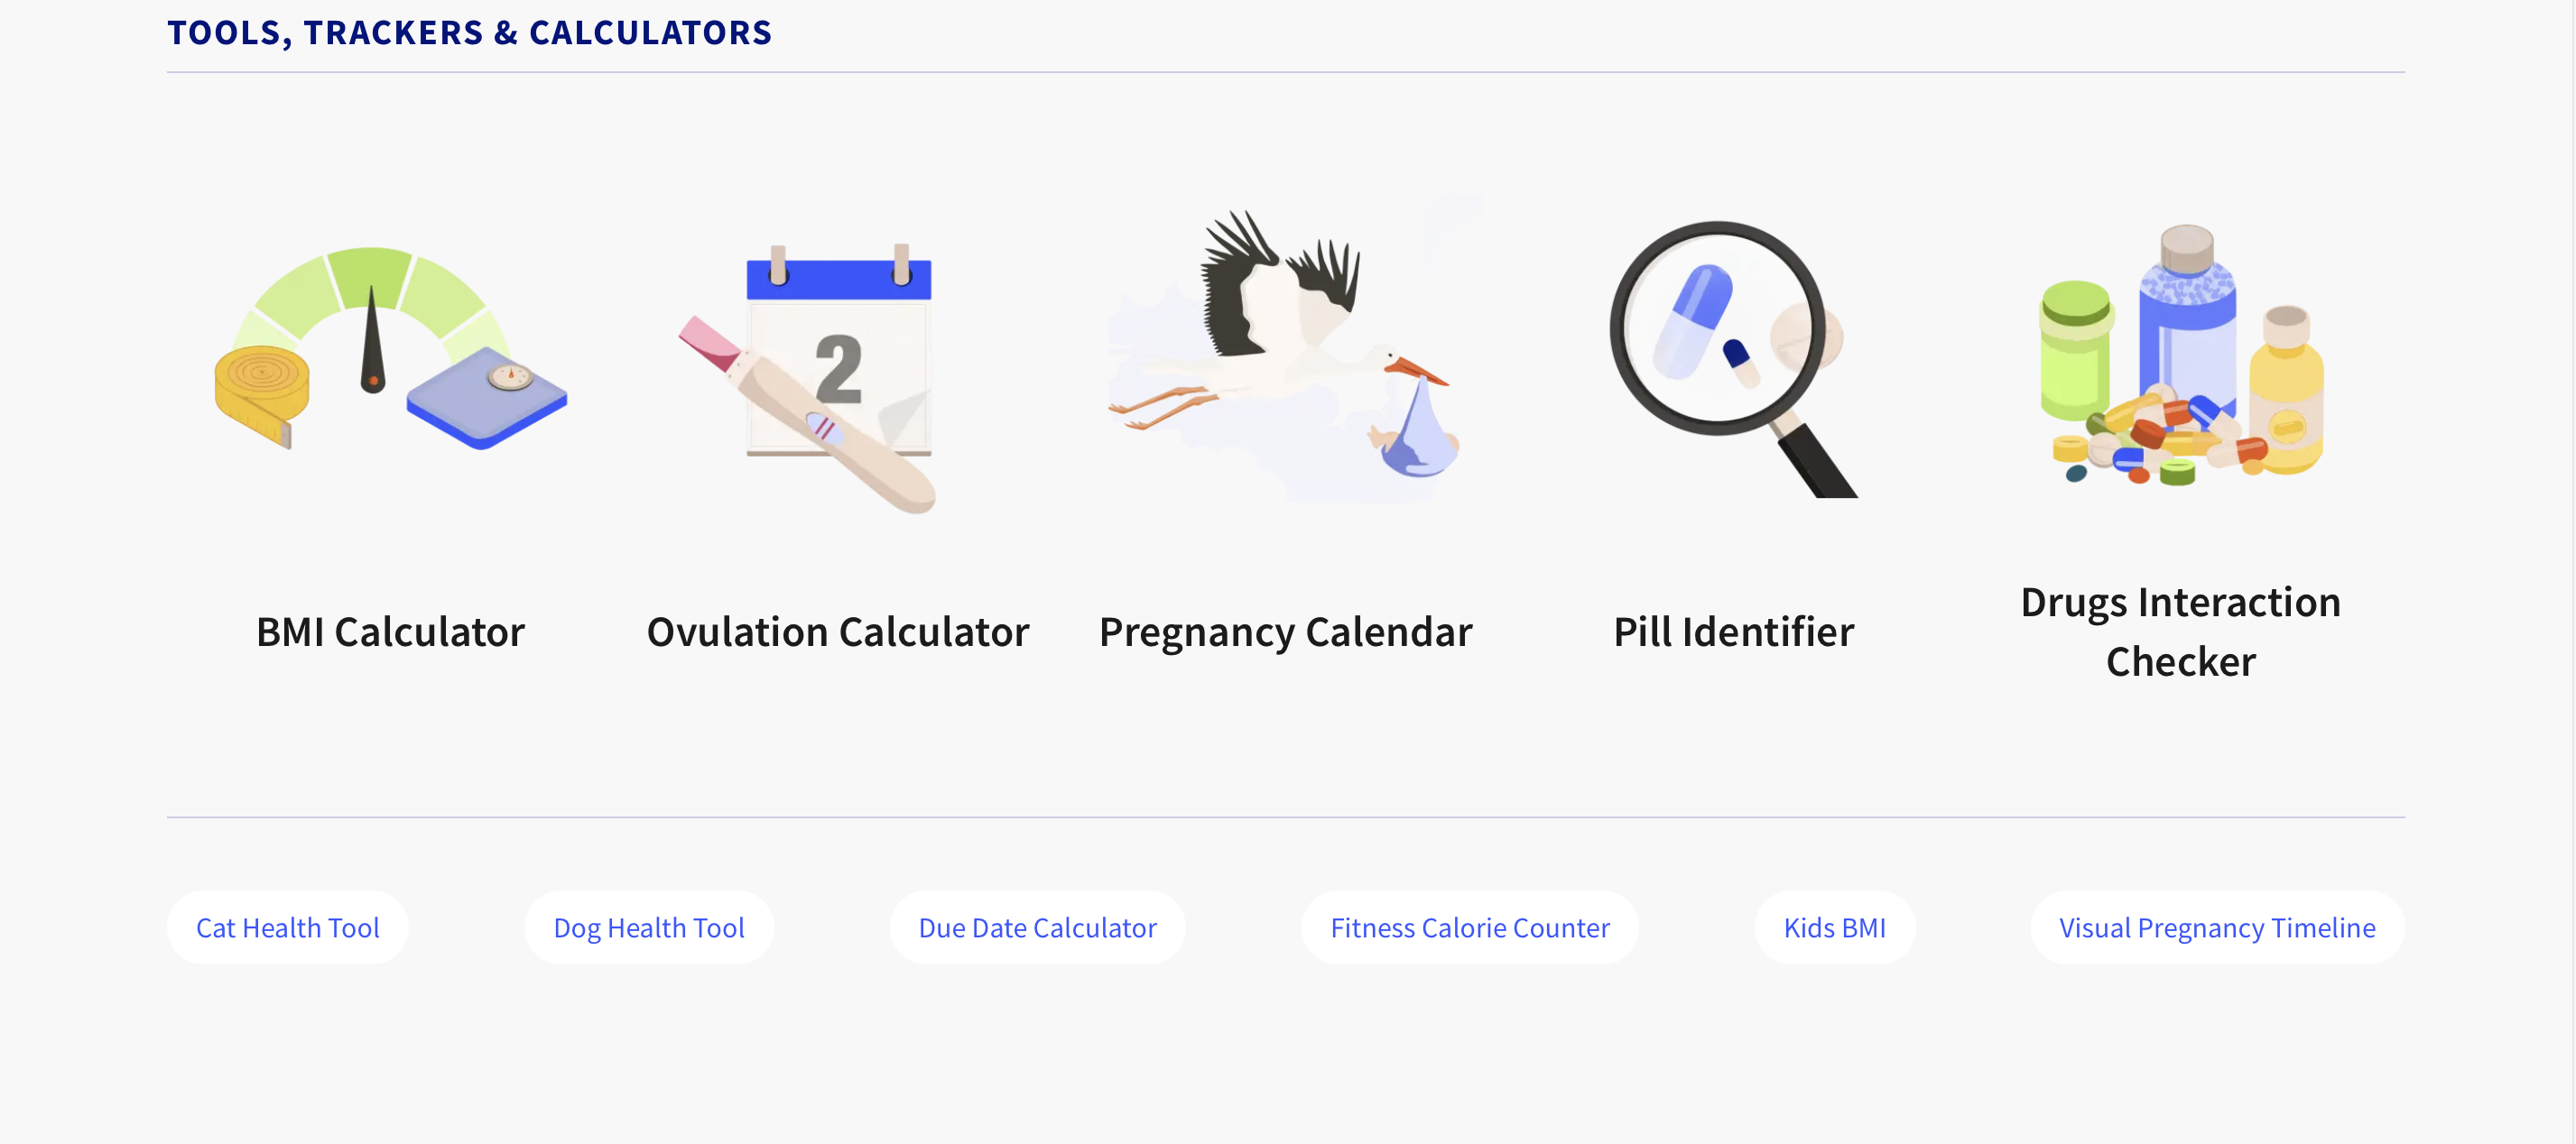 TOOLS, TRACKERS & CALCULATORS
2
BMI Calculator
Ovulation Calculator
Pregnancy Calendar
Pill Identifier
Drugs Interaction
Checker
Cat Health Tool
Dog Health Tool
Due Date Calculator
Fitness Calorie Counter
Kids BMI
Visual Pregnancy Timeline